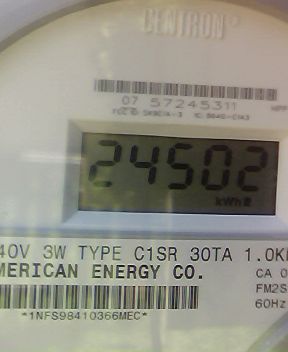 CENTRON®
07 57245311
24502
kWh
40V 3W TYPE C1SR 30TA 1.0K
MERICAN ENERGY CO.
CA 0
FM2S
60Hz
*1NFS98410366MEC*